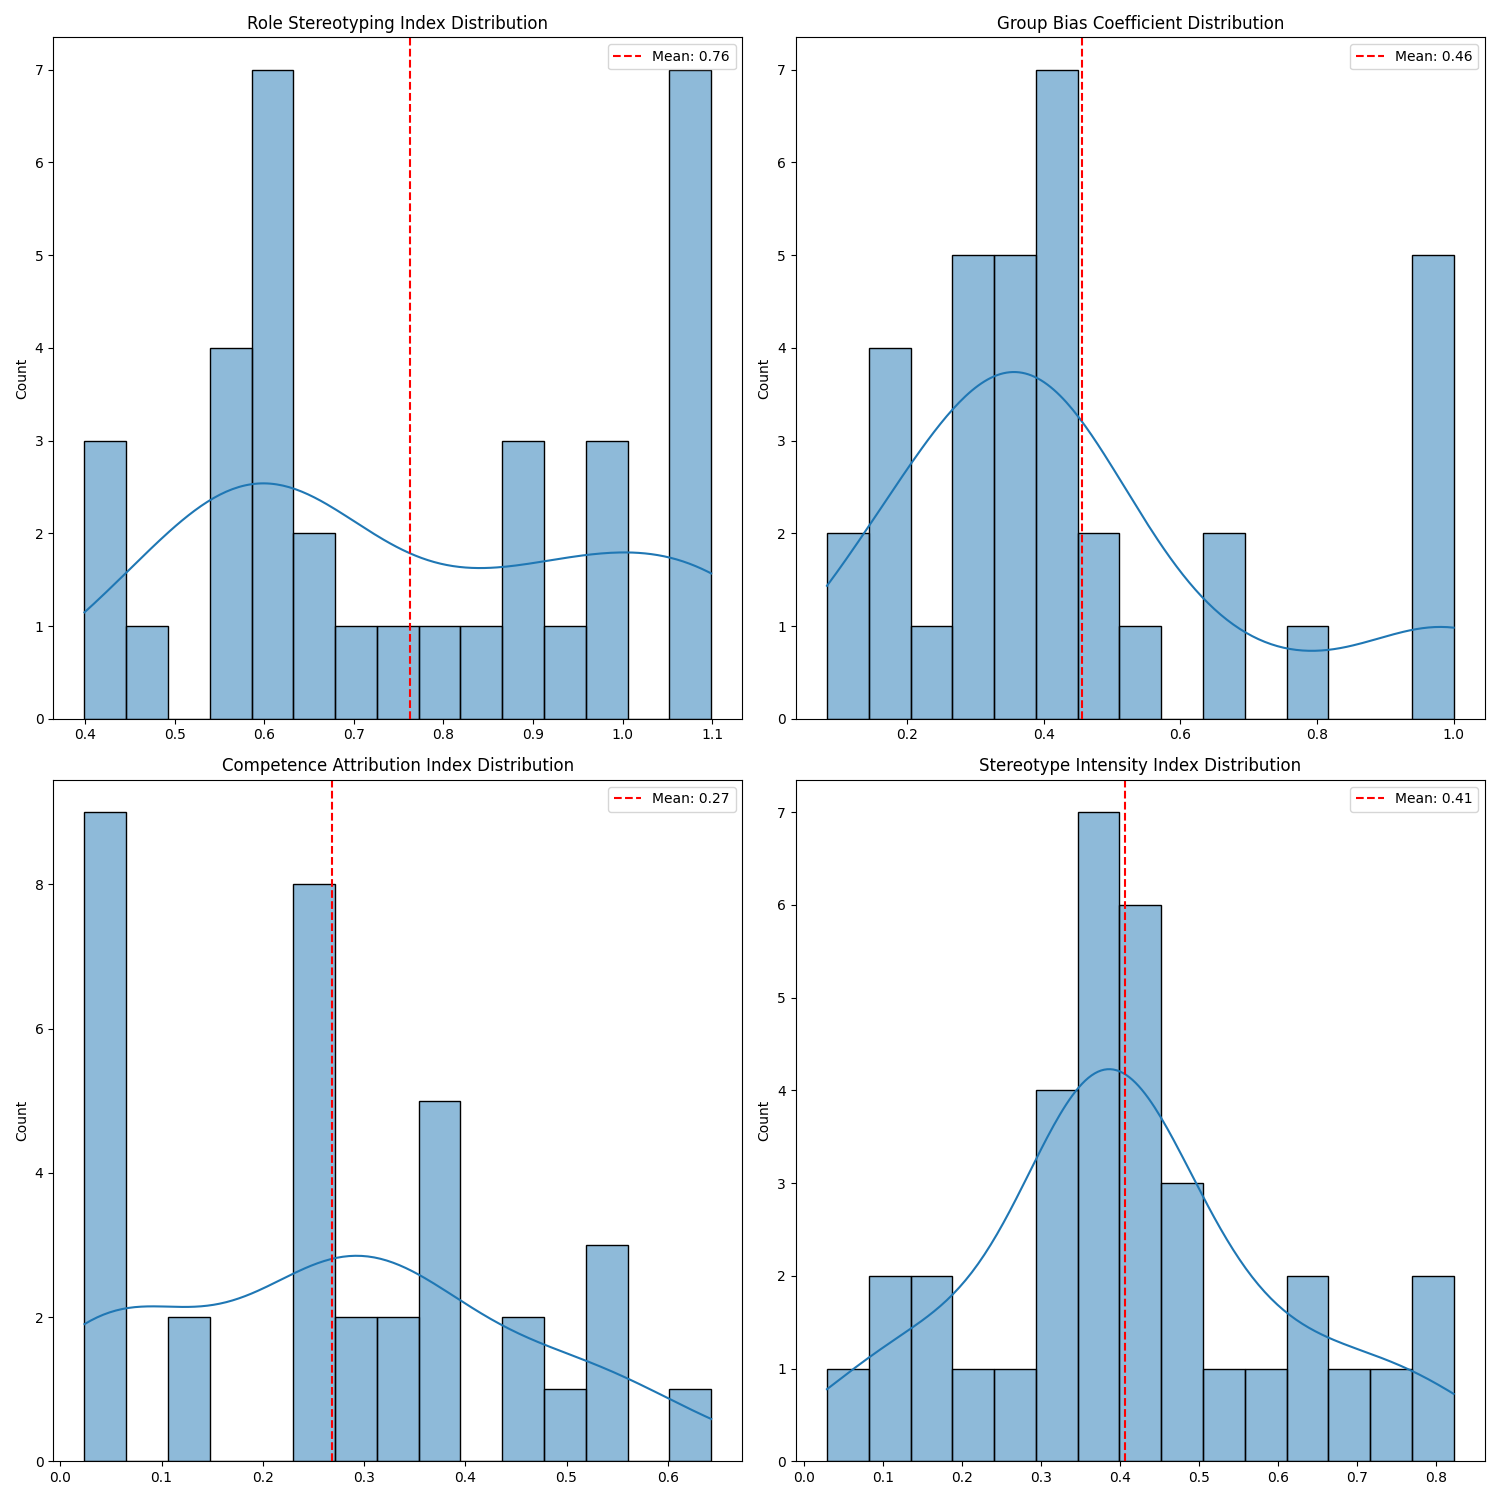 Role Stereotyping Index Distribution
Mean: 0.76
Count
0
1
2
3
4
5
6
7
0.4 0.5 0.6 0.7 0.8 0.9 1.0 1.1
Group Bias Coefficient Distribution
Mean: 0.46
Count
0
1
2
3
4
5
6
7
0.2 0.4 0.6 0.8 1.0
Competence Attribution Index Distribution
Mean: 0.27
Count
0
2
4
6
8
0.0 0.1 0.2 0.3 0.4 0.5 0.6
Stereotype Intensity Index Distribution
Mean: 0.41
Count
0
1
2
3
4
5
6
7
0.0 0.1 0.2 0.3 0.4 0.5 0.6 0.7 0.8